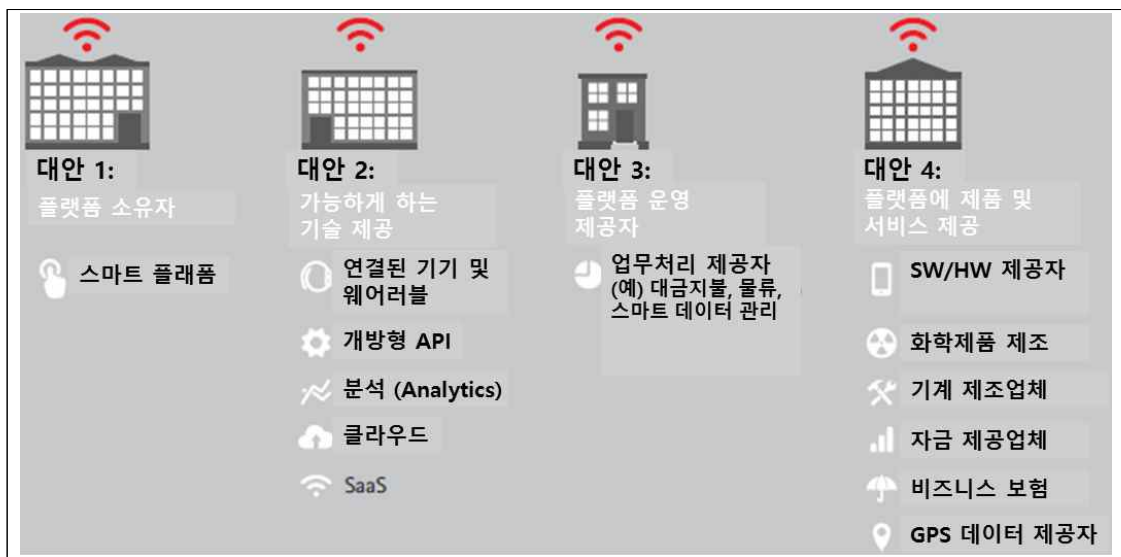 대안 1:
플랫폼 소유자
스마트 플래폼
대안 2:
가능하게 하는
기술 제공
연결된 기기 및
웨어러블
개방형 API
분석 (Analytics)
클라우드
SaaS
대안 3:
플랫폼 운영
제공자
업무처리 제공자
(예) 대금지불, 물류,
스마트 데이터 관리
대안 4:
플랫폼에 제품 및
서비스 제공
SW/HW 제공자
화학제품 제조
기계 제조업체
자금 제공업체
비즈니스 보험
GPS 데이터 제공자